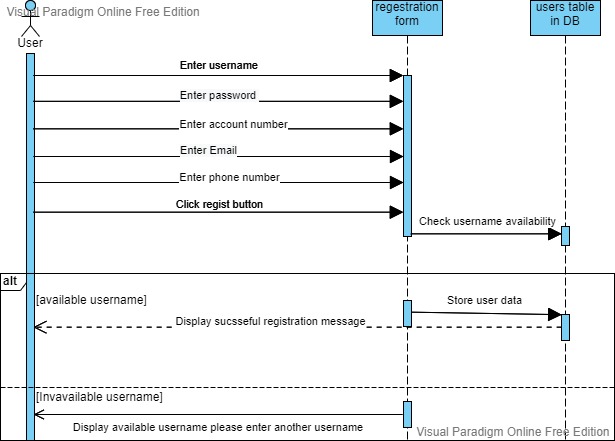 Visual Paradigm Online Free Edition
regestration
form
users table
in DB
User
Enter username
Enter password
Enter account number
Enter Email
Enter phone number
Click regist button
Check username availability
alt
[available username]
Store user data
Display sucsseful registration message
[Invavailable username]
Display available username please enter another username
Visual Paradigm Online Free Edition